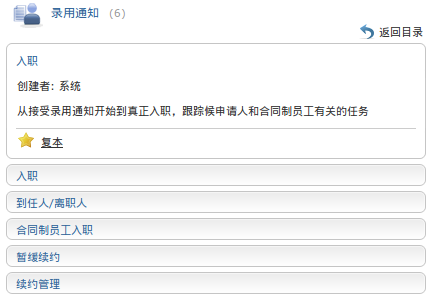 录用通知 (6)
返回目录
入职
创建者: 系统
从接受录用通知开始到真正入职，跟踪候申请人和合同制员工有关的任务
复本
入职
到任人/离职人
合同制员工入职
暂缓续约
续约管理